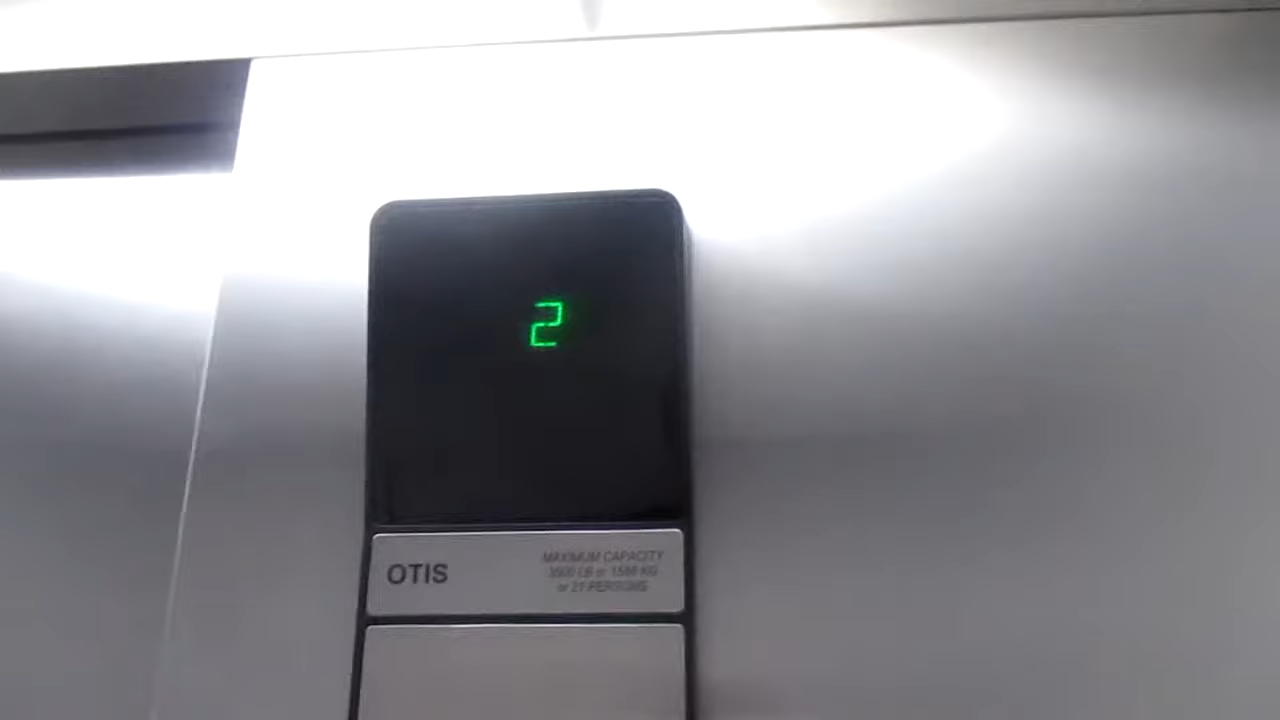 2
OTIS
MAXIMUM CAPACITY
3500 LB or 1588 KG
or 21 PERSONS